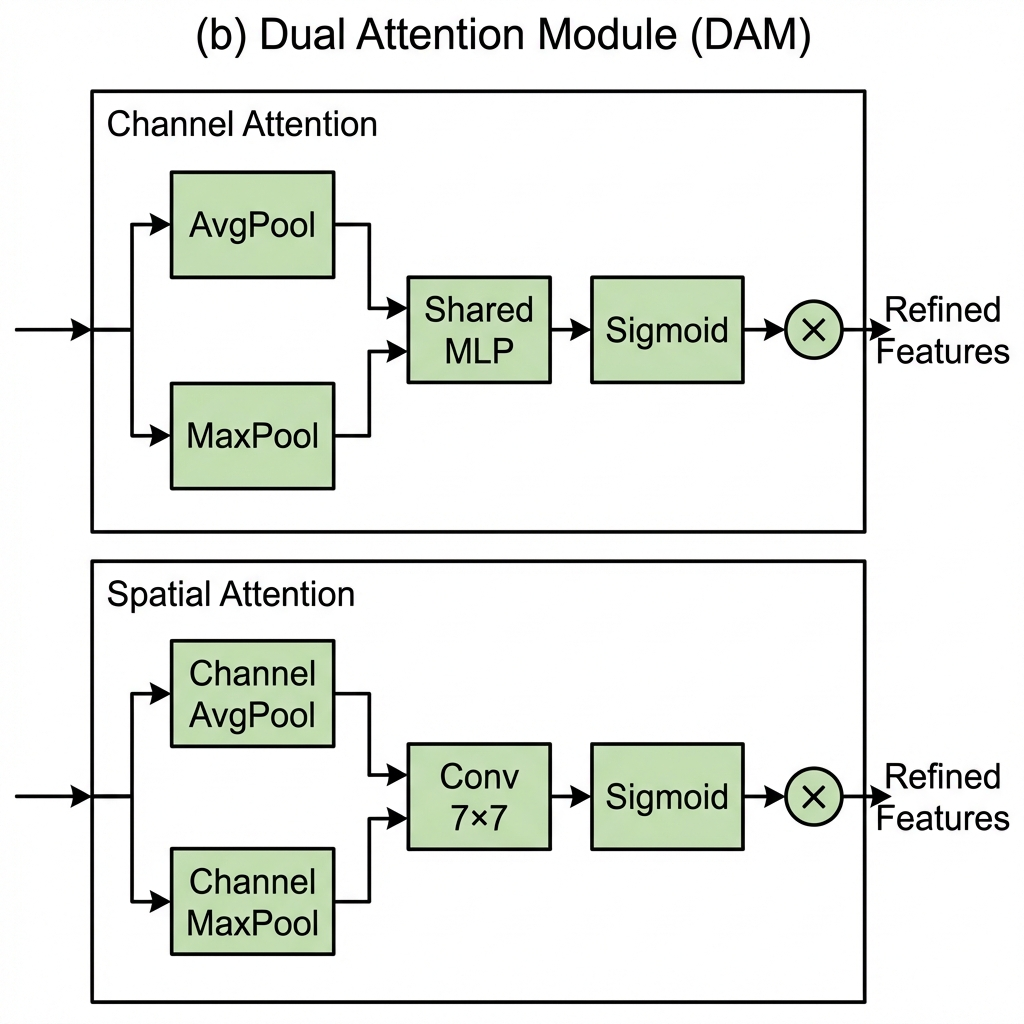 (b) Dual Attention Module (DAM)
Channel Attention
AvgPool
MaxPool
Shared
MLP
Sigmoid
×
Refined
Features
Spatial Attention
Channel
AvgPool
Channel
MaxPool
Conv
7×7
Sigmoid
×
Refined
Features